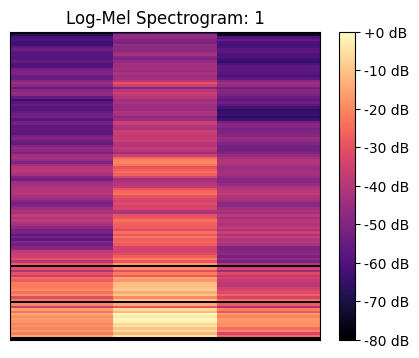 Log-Mel Spectrogram: 1
+0 dB
-10 dB
-20 dB
-30 dB
-40 dB
-50 dB
-60 dB
-70 dB
-80 dB